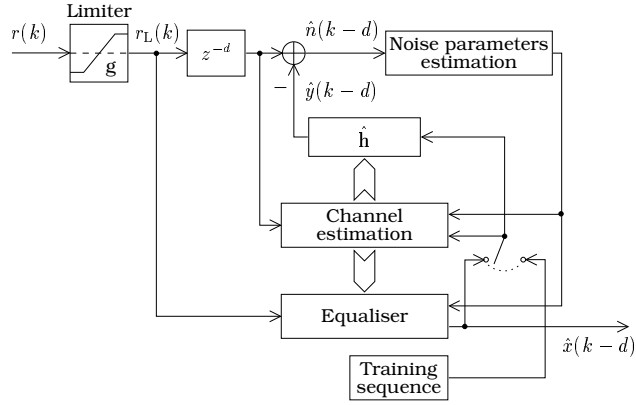 Limiter
r(k)
g
r_L(k)
z^{-d}
n̂(k − d)
Noise parameters
estimation
−
ŷ(k − d)
ĥ
Channel
estimation
Equaliser
x̂(k − d)
Training
sequence